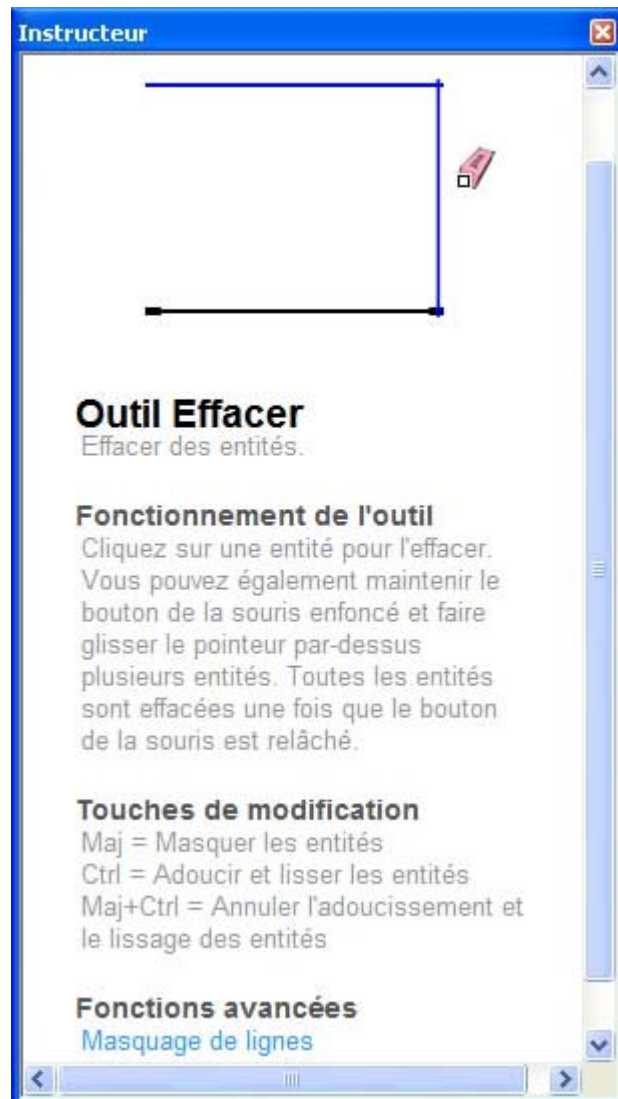 Instructeur
Outil Effacer
Effacer des entités.
Fonctionnement de l'outil
Cliquez sur une entité pour l'effacer.
Vous pouvez également maintenir le
bouton de la souris enfoncé et faire
glisser le pointeur par-dessus
plusieurs entités. Toutes les entités
sont effacées une fois que le bouton
de la souris est relâché.
Touches de modification
Maj = Masquer les entités
Ctrl = Adoucir et lisser les entités
Maj+Ctrl = Annuler l'adoucissement et
le lissage des entités
Fonctions avancées
Masquage de lignes